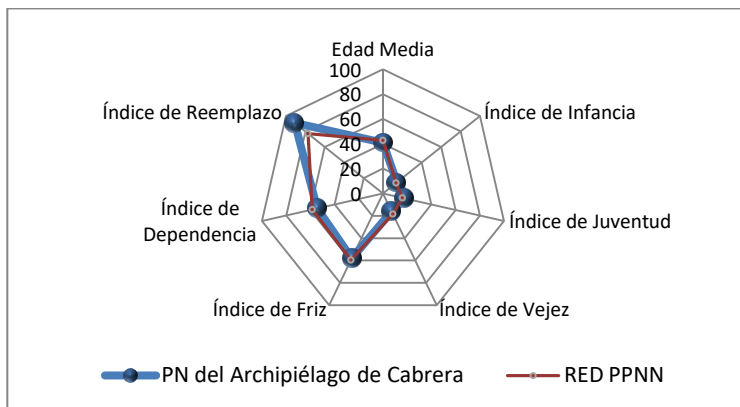 Edad Media
100
80
60
40
20
0
Índice de Infancia
Índice de Juventud
Índice de Vejez
Índice de Friz
Índice de
Dependencia
Índice de Reemplazo
PN del Archipiélago de Cabrera
RED PPNN